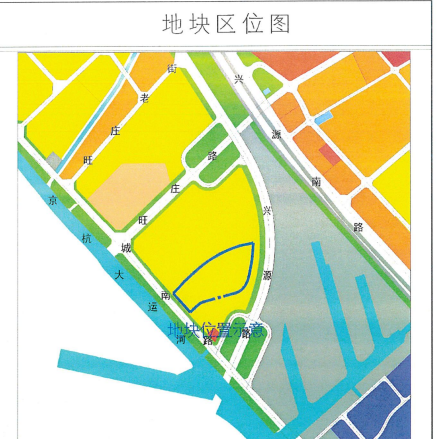 地块区位图
街
老
庄
旺
兴
源
南
路
路
庄
旺
城
南
路
兴
源
路
京
杭
大
运
河
地块位置示意